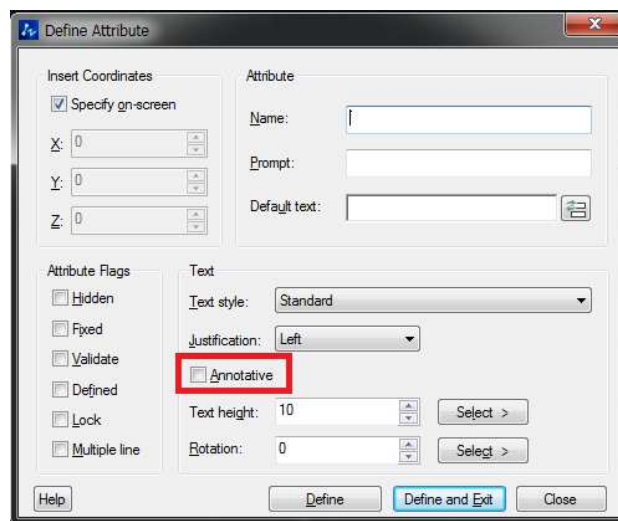 Define Attribute
Insert Coordinates
Specify on-screen
X: 0
Y: 0
Z: 0
Attribute
Name:
Prompt:
Default text:
Attribute Flags
Hidden
Fixed
Validate
Defined
Lock
Multiple line
Text
Text style: Standard
Justification: Left
Annotative
Text height: 10 Select >
Rotation: 0 Select >
Help Define Define and Exit Close